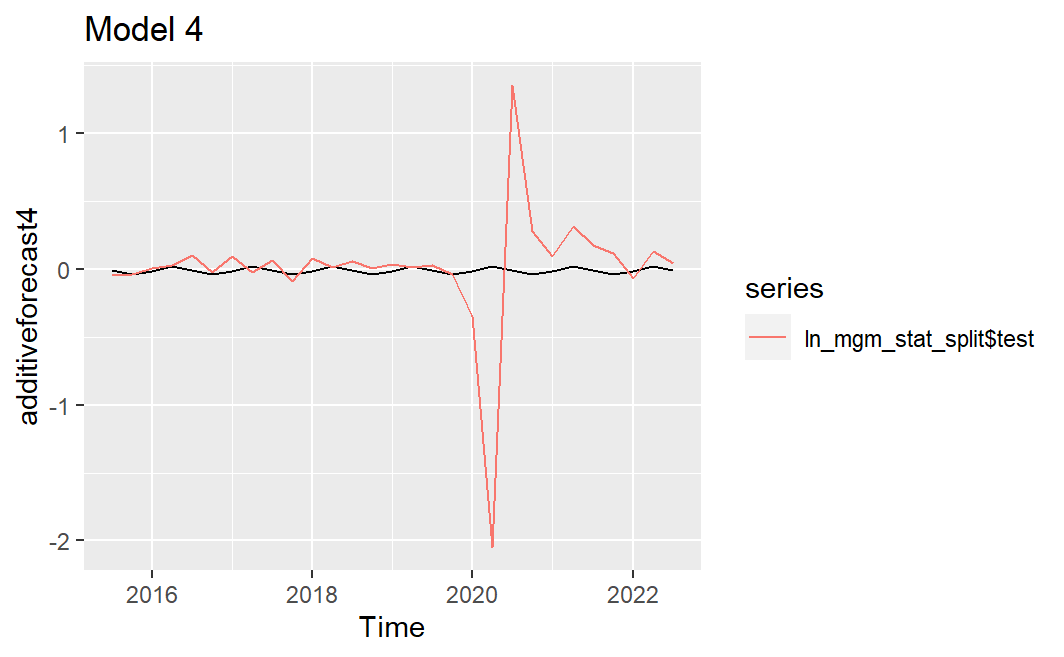 Model 4
additiveforecast4
1
0
-1
-2
2016
2018
2020
2022
Time
series
ln_mgm_stat_split$test